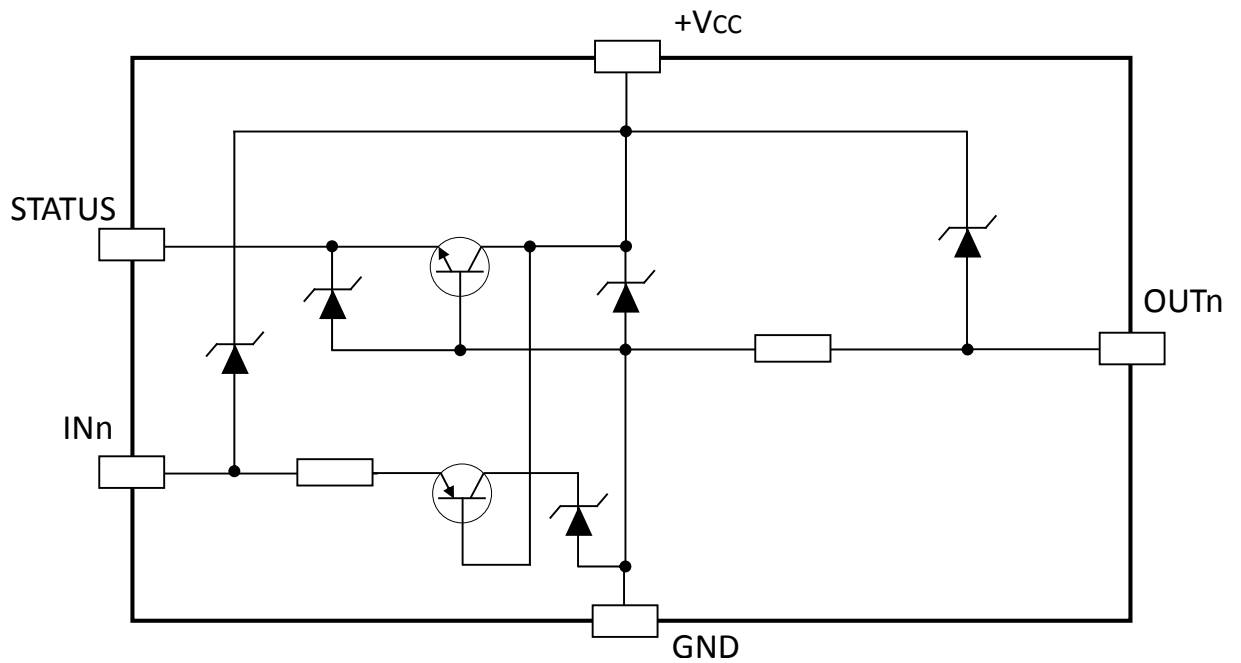 +Vcc
STATUS
OUTn
INn
GND